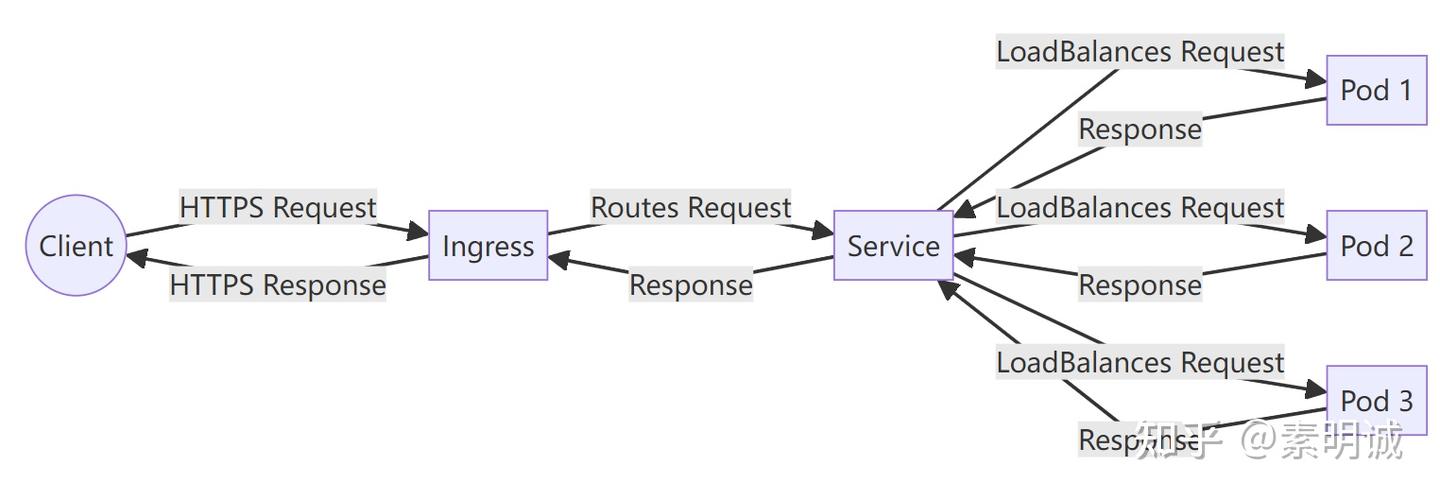 LoadBalances Request
Pod 1
Response
HTTPS Request
Routes Request
LoadBalances Request
Client
Ingress
Service
Pod 2
HTTPS Response
Response
Response
LoadBalances Request
Pod 3
Response
知乎 @素明诚